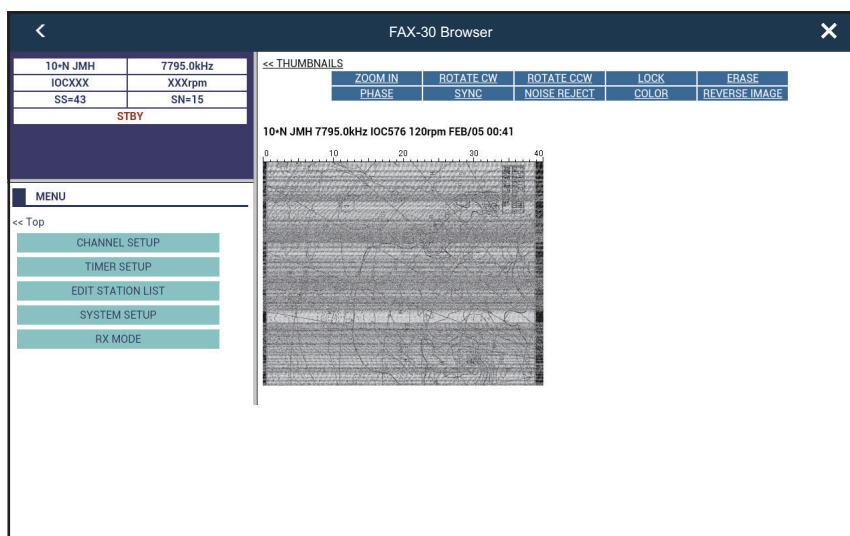 FAX-30 Browser
10•N JMH 7795.0kHz
IOCXXX XXXrpm
SS=43 SN=15
STBY
MENU
<< Top
CHANNEL SETUP
TIMER SETUP
EDIT STATION LIST
SYSTEM SETUP
RX MODE
<< THUMBNAILS
ZOOM IN ROTATE CW ROTATE CCW LOCK ERASE
PHASE SYNC NOISE REJECT COLOR REVERSE IMAGE
10•N JMH 7795.0kHz IOC576 120rpm FEB/05 00:41
0 10 20 30 40